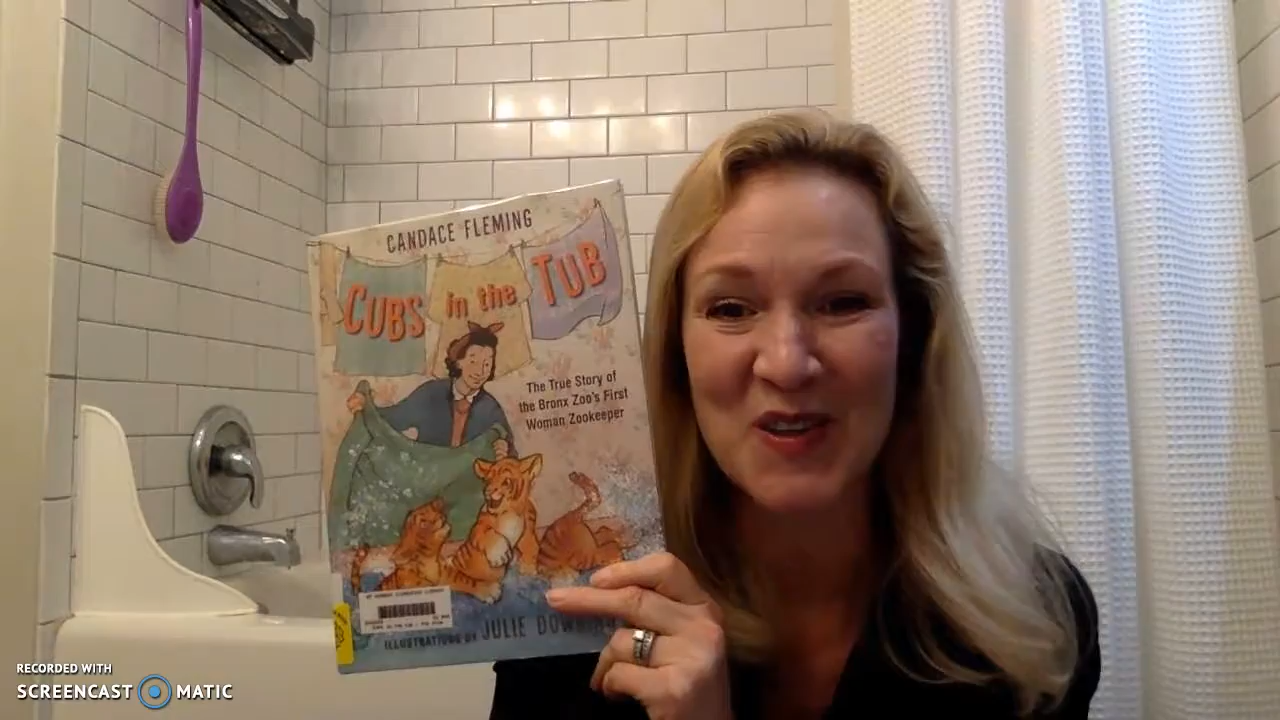 CANDACE FLEMING
CUBS in the TUB
The True Story of
the Bronx Zoo's First
Woman Zookeeper
ILLUSTRATIONS BY JULIE
RECORDED WITH
SCREENCAST MATIC